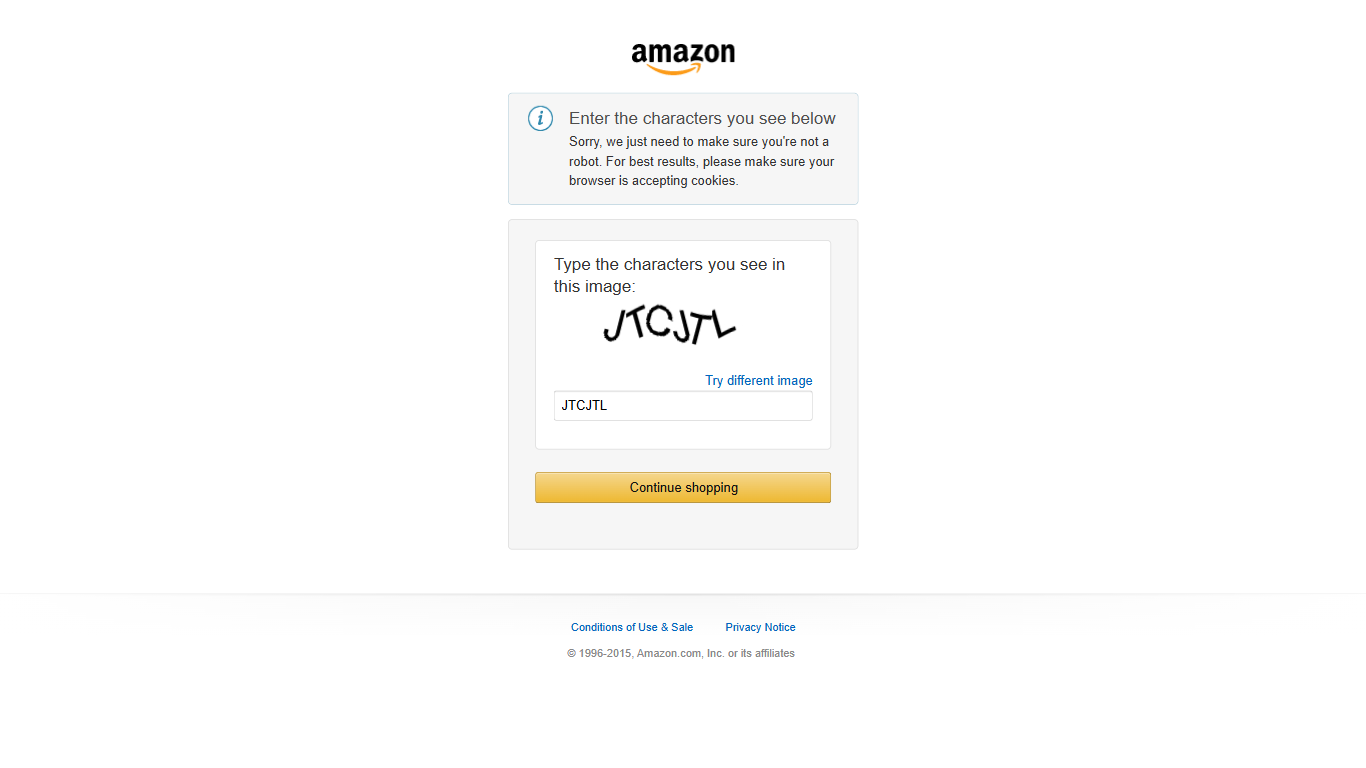 amazon
Enter the characters you see below
Sorry, we just need to make sure you're not a
robot. For best results, please make sure your
browser is accepting cookies.
Type the characters you see in
this image:
JTCJTL
Try different image
JTCJTL
Continue shopping
Conditions of Use & Sale Privacy Notice
© 1996-2015, Amazon.com, Inc. or its affiliates